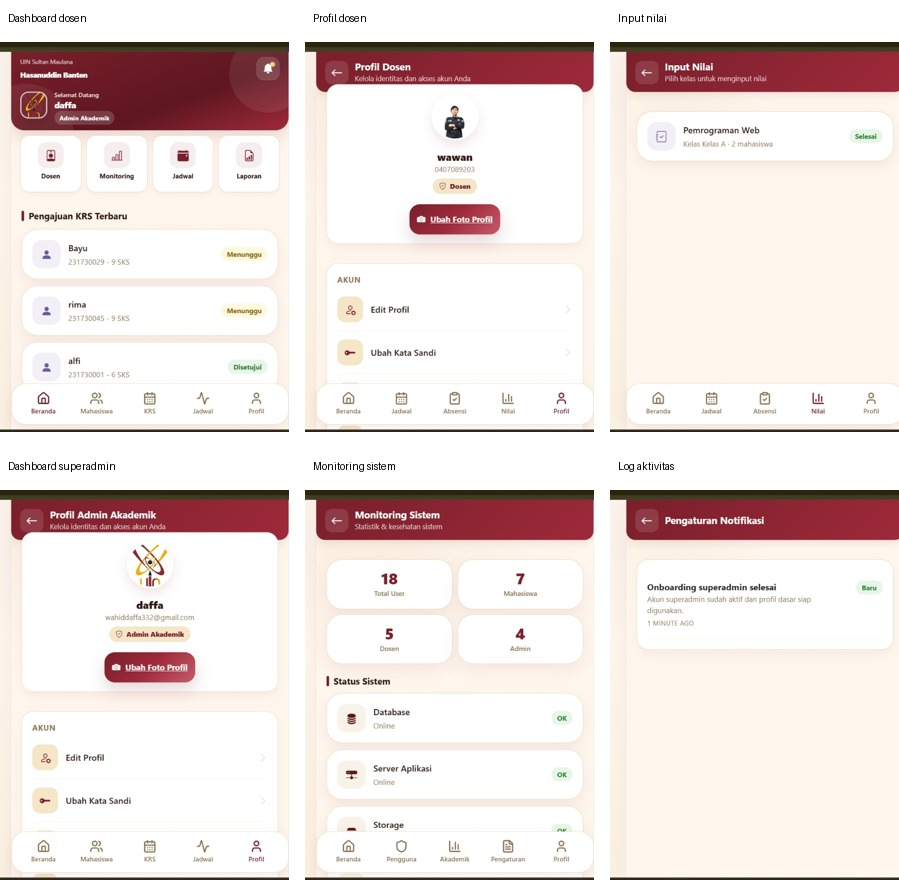 Dashboard dosen
UIN Sultan Maulana
Hasanuddin Banten
Selamat Datang
daffa
Admin Akademik
Dosen
Monitoring
Jadwal
Laporan
Pengajuan KRS Terbaru
Bayu
231730029 - 9 SKS
Menunggu
rima
231730045 - 9 SKS
Menunggu
alfi
231730001 - 6 SKS
Disetujui
Beranda
Mahasiswa
KRS
Jadwal
Profil
Profil dosen
Profil Dosen
Kelola identitas dan akses akun Anda
wawan
0407089203
Dosen
Ubah Foto Profil
AKUN
Edit Profil
Ubah Kata Sandi
Beranda
Jadwal
Absensi
Nilai
Profil
Input nilai
Input Nilai
Pilih kelas untuk menginput nilai
Pemrograman Web
Kelas Kelas A - 2 mahasiswa
Selesai
Beranda
Jadwal
Absensi
Nilai
Profil
Dashboard superadmin
Profil Admin Akademik
Kelola identitas dan akses akun Anda
daffa
wahiddaffa332@gmail.com
Admin Akademik
Ubah Foto Profil
AKUN
Edit Profil
Ubah Kata Sandi
Beranda
Mahasiswa
KRS
Jadwal
Profil
Monitoring sistem
Monitoring Sistem
Statistik & kesehatan sistem
18
Total User
7
Mahasiswa
5
Dosen
4
Admin
Status Sistem
Database
Online
OK
Server Aplikasi
Online
OK
Storage
OK
Beranda
Pengguna
Akademik
Pengaturan
Profil
Log aktivitas
Pengaturan Notifikasi
Onboarding superadmin selesai
Baru
Akun superadmin sudah aktif dan profil dasar siap
digunakan.
1 MINUTE AGO